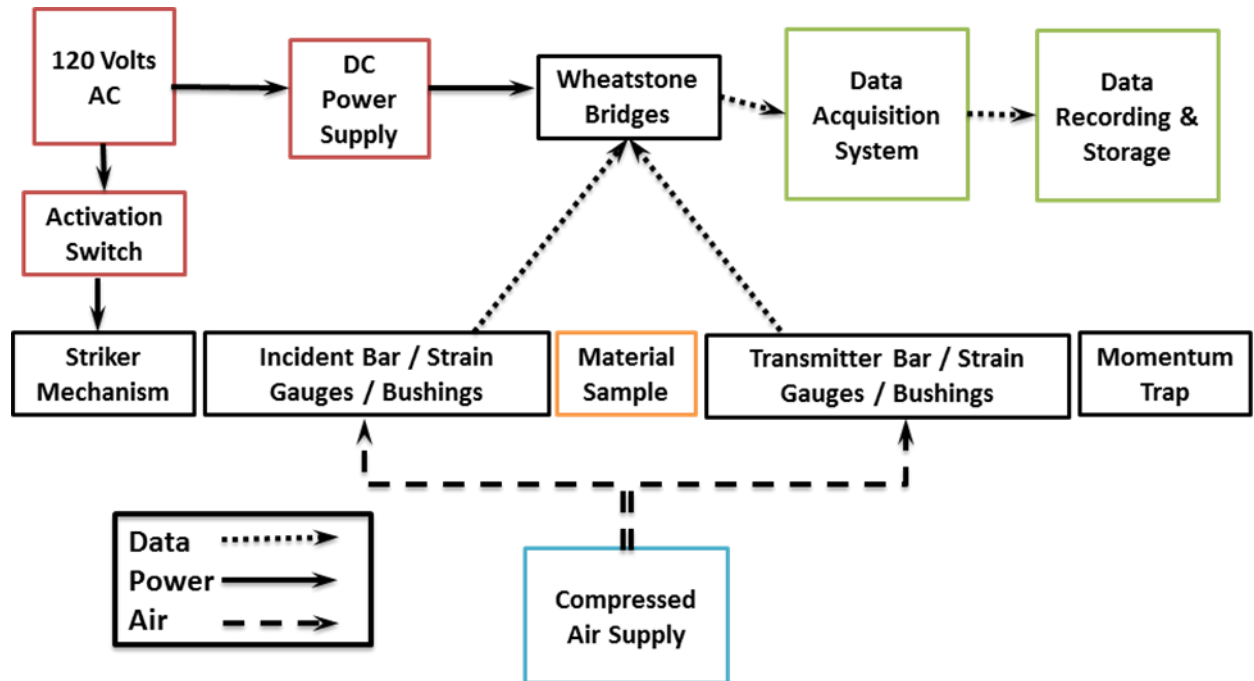 120 Volts
AC
DC
Power
Supply
Wheatstone
Bridges
Data
Acquisition
System
Data
Recording &
Storage
Activation
Switch
Striker
Mechanism
Incident Bar / Strain
Gauges / Bushings
Material
Sample
Transmitter Bar / Strain
Gauges / Bushings
Momentum
Trap
Data
Power
Air
Compressed
Air Supply